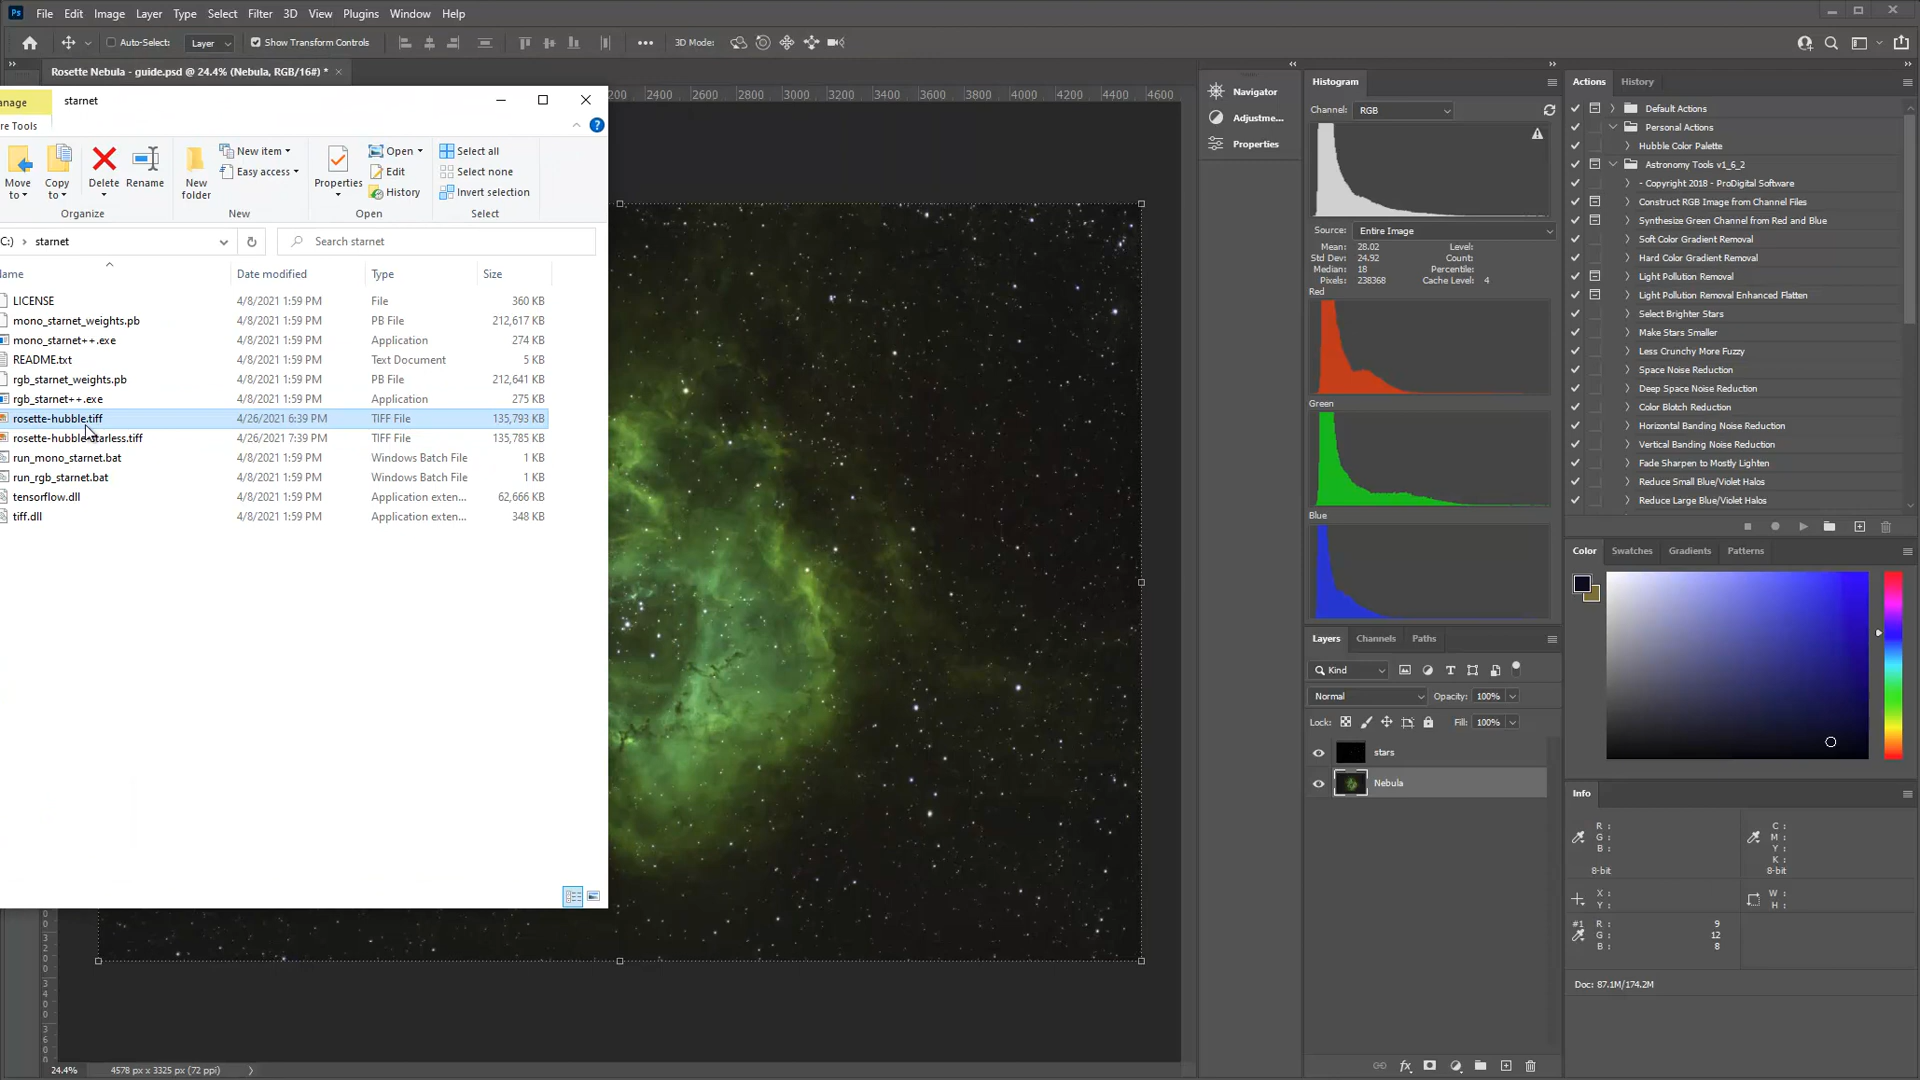 Ps File Edit Image Layer Type Select Filter 3D View Plugins Window Help
Auto-Select: Layer Show Transform Controls 3D Mode:
Rosette Nebula - guide.psd @ 24.4% (Nebula, RGB/16#) *
2400 2600 2800 3000 3200 3400 3600 3800 4000 4200 4400 4600
anage starnet
re Tools
Move to Copy to Delete Rename New folder
New item
Easy access
Properties
Open
Edit
History
Select all
Select none
Invert selection
Organize New Open Select
C:) starnet Search starnet
ame Date modified Type Size
LICENSE 4/8/2021 1:59 PM File 360 KB
mono_starnet_weights.pb 4/8/2021 1:59 PM PB File 212,617 KB
mono_starnet++.exe 4/8/2021 1:59 PM Application 274 KB
README.txt 4/8/2021 1:59 PM Text Document 5 KB
rgb_starnet_weights.pb 4/8/2021 1:59 PM PB File 212,641 KB
rgb_starnet++.exe 4/8/2021 1:59 PM Application 275 KB
rosette-hubble.tiff 4/26/2021 6:39 PM TIFF File 135,793 KB
rosette-hubble tarless.tiff 4/26/2021 7:39 PM TIFF File 135,785 KB
run_mono_starnet.bat 4/8/2021 1:59 PM Windows Batch File 1 KB
run_rgb_starnet.bat 4/8/2021 1:59 PM Windows Batch File 1 KB
tensorflow.dll 4/8/2021 1:59 PM Application exten... 62,666 KB
tiff.dll 4/8/2021 1:59 PM Application exten... 348 KB
24.4% 4578 px x 3325 px (72 ppi)
Navigator
Adjustme...
Properties
Histogram
Channel: RGB
Source: Entire Image
Mean: 28.02 Level:
Std Dev: 24.92 Count:
Median: 18 Percentile:
Pixels: 238368 Cache Level: 4
Red
Green
Blue
Layers Channels Paths
Kind
Normal Opacity: 100%
Lock: Fill: 100%
stars
Nebula
fx
Actions History
Default Actions
Personal Actions
Hubble Color Palette
Astronomy Tools v1_6_2
- Copyright 2018 - ProDigital Software
Construct RGB Image from Channel Files
Synthesize Green Channel from Red and Blue
Soft Color Gradient Removal
Hard Color Gradient Removal
Light Pollution Removal
Light Pollution Removal Enhanced Flatten
Select Brighter Stars
Make Stars Smaller
Less Crunchy More Fuzzy
Space Noise Reduction
Deep Space Noise Reduction
Color Blotch Reduction
Horizontal Banding Noise Reduction
Vertical Banding Noise Reduction
Fade Sharpen to Mostly Lighten
Reduce Small Blue/Violet Halos
Reduce Large Blue/Violet Halos
Color Swatches Gradients Patterns
Info
R : C :
G : M :
B : Y :
K :
8-bit 8-bit
X : W :
Y : H :
#1 R : 9
G : 12
B : 8
Doc: 87.1M/174.2M